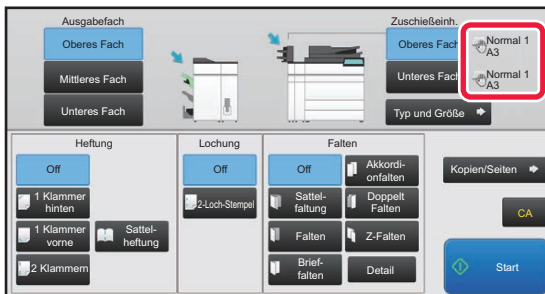 Ausgabefach
Oberes Fach
Mittleres Fach
Unteres Fach
Zuschießeinh.
Oberes Fach
Unteres Fach
Normal 1
A3
Normal 1
A3
Typ und Größe
Heftung
Off
1 Klammer
hinten
1 Klammer
vorne
2 Klammern
Sattel-
heftung
Lochung
Off
2-Loch-Stempel
Falten
Off
Sattel-
faltung
Falten
Brief-
falten
Akkordi-
onfalten
Doppelt
Falten
Z-Falten
Detail
Kopien/Seiten
CA
Start